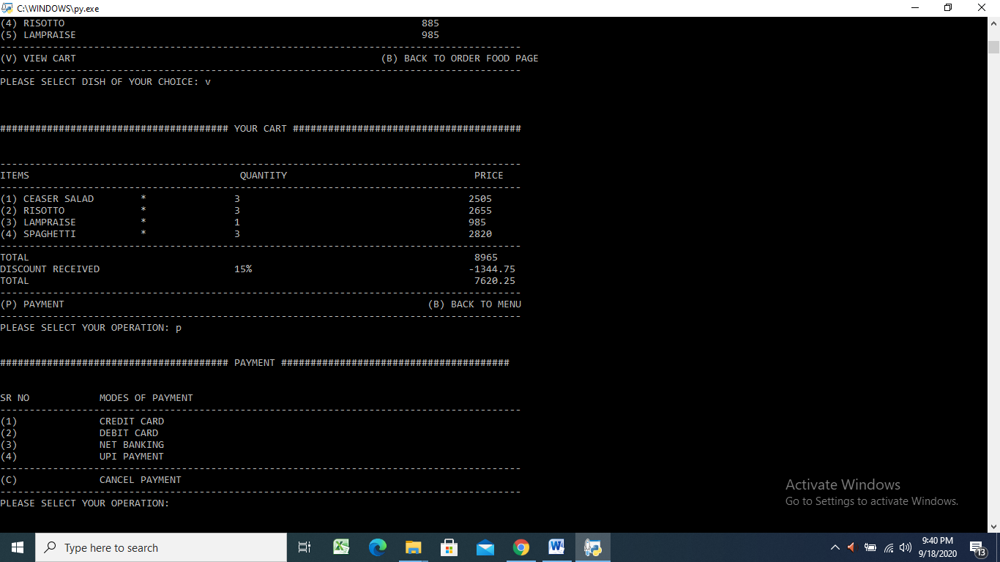 C:\WINDOWS\py.exe
(4) RISOTTO 885
(5) LAMPRAISE 985
-----------------------------------------------------------------------------------------
(V) VIEW CART (B) BACK TO ORDER FOOD PAGE
-----------------------------------------------------------------------------------------
PLEASE SELECT DISH OF YOUR CHOICE: v
####################################### YOUR CART #######################################
-----------------------------------------------------------------------------------------
ITEMS QUANTITY PRICE
-----------------------------------------------------------------------------------------
(1) CEASER SALAD * 3 2505
(2) RISOTTO * 3 2655
(3) LAMPRAISE * 1 985
(4) SPAGHETTI * 3 2820
-----------------------------------------------------------------------------------------
TOTAL 8965
DISCOUNT RECEIVED 15% -1344.75
TOTAL 7620.25
-----------------------------------------------------------------------------------------
(P) PAYMENT (B) BACK TO MENU
-----------------------------------------------------------------------------------------
PLEASE SELECT YOUR OPERATION: p
####################################### PAYMENT #######################################
SR NO MODES OF PAYMENT
-----------------------------------------------------------------------------------------
(1) CREDIT CARD
(2) DEBIT CARD
(3) NET BANKING
(4) UPI PAYMENT
-----------------------------------------------------------------------------------------
(C) CANCEL PAYMENT
-----------------------------------------------------------------------------------------
PLEASE SELECT YOUR OPERATION:
Activate Windows
Go to Settings to activate Windows.
Type here to search
9:40 PM
9/18/2020
13